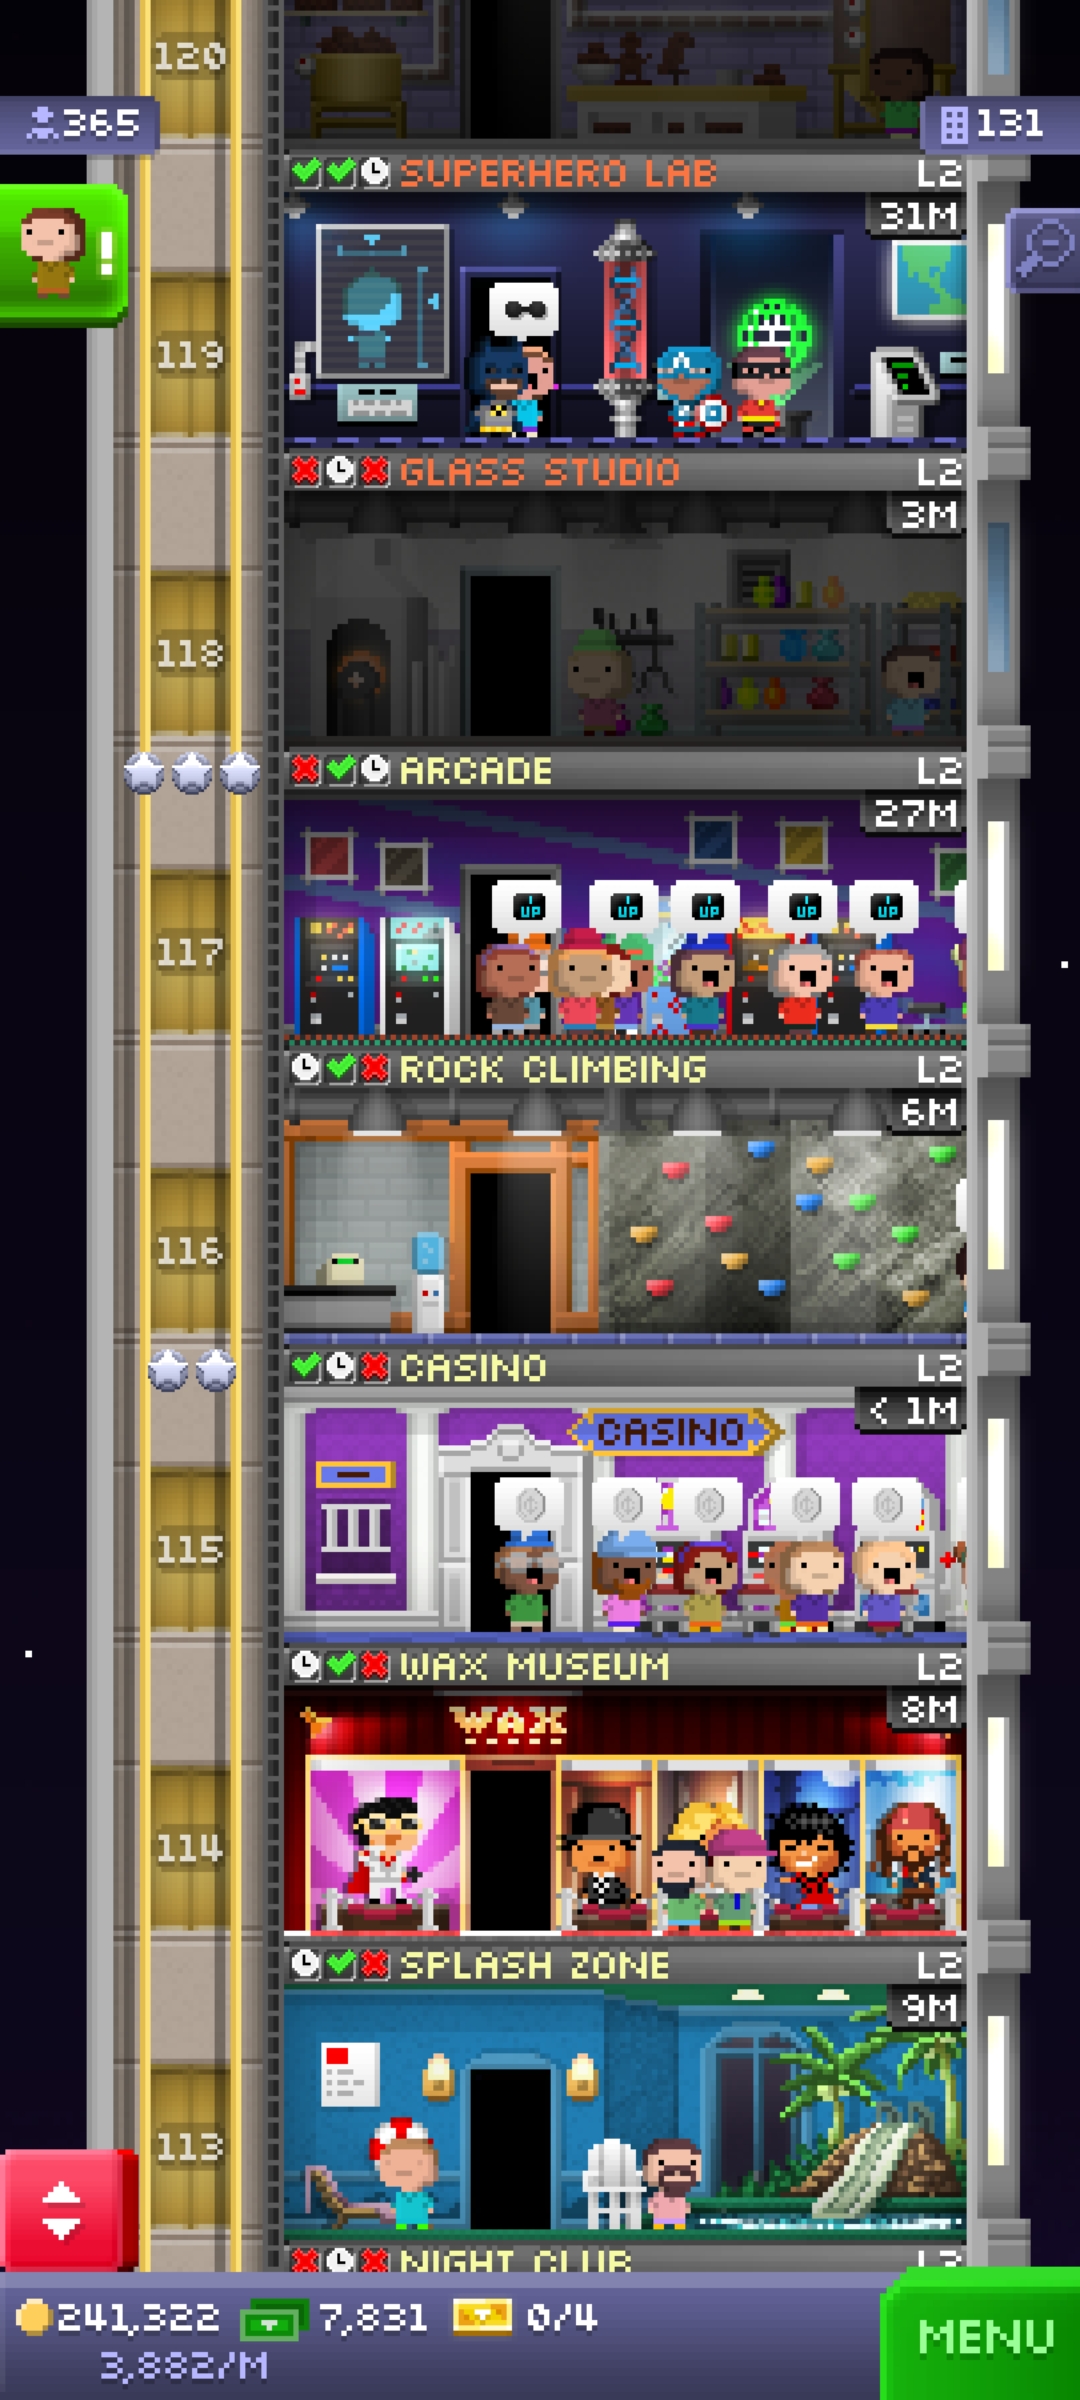 120
365
131
SUPERHERO LAB L2
31M
!
119
GLASS STUDIO L2
3M
118
ARCADE L2
27M
UP UP UP UP UP
117
ROCK CLIMBING L2
6M
116
CASINO L2
< 1M
CASINO
115
WAX MUSEUM L2
8M
WAX
114
SPLASH ZONE L2
9M
113
NIGHT CLUB L3
241,322 7,831 0/4
MENU
3,882/M